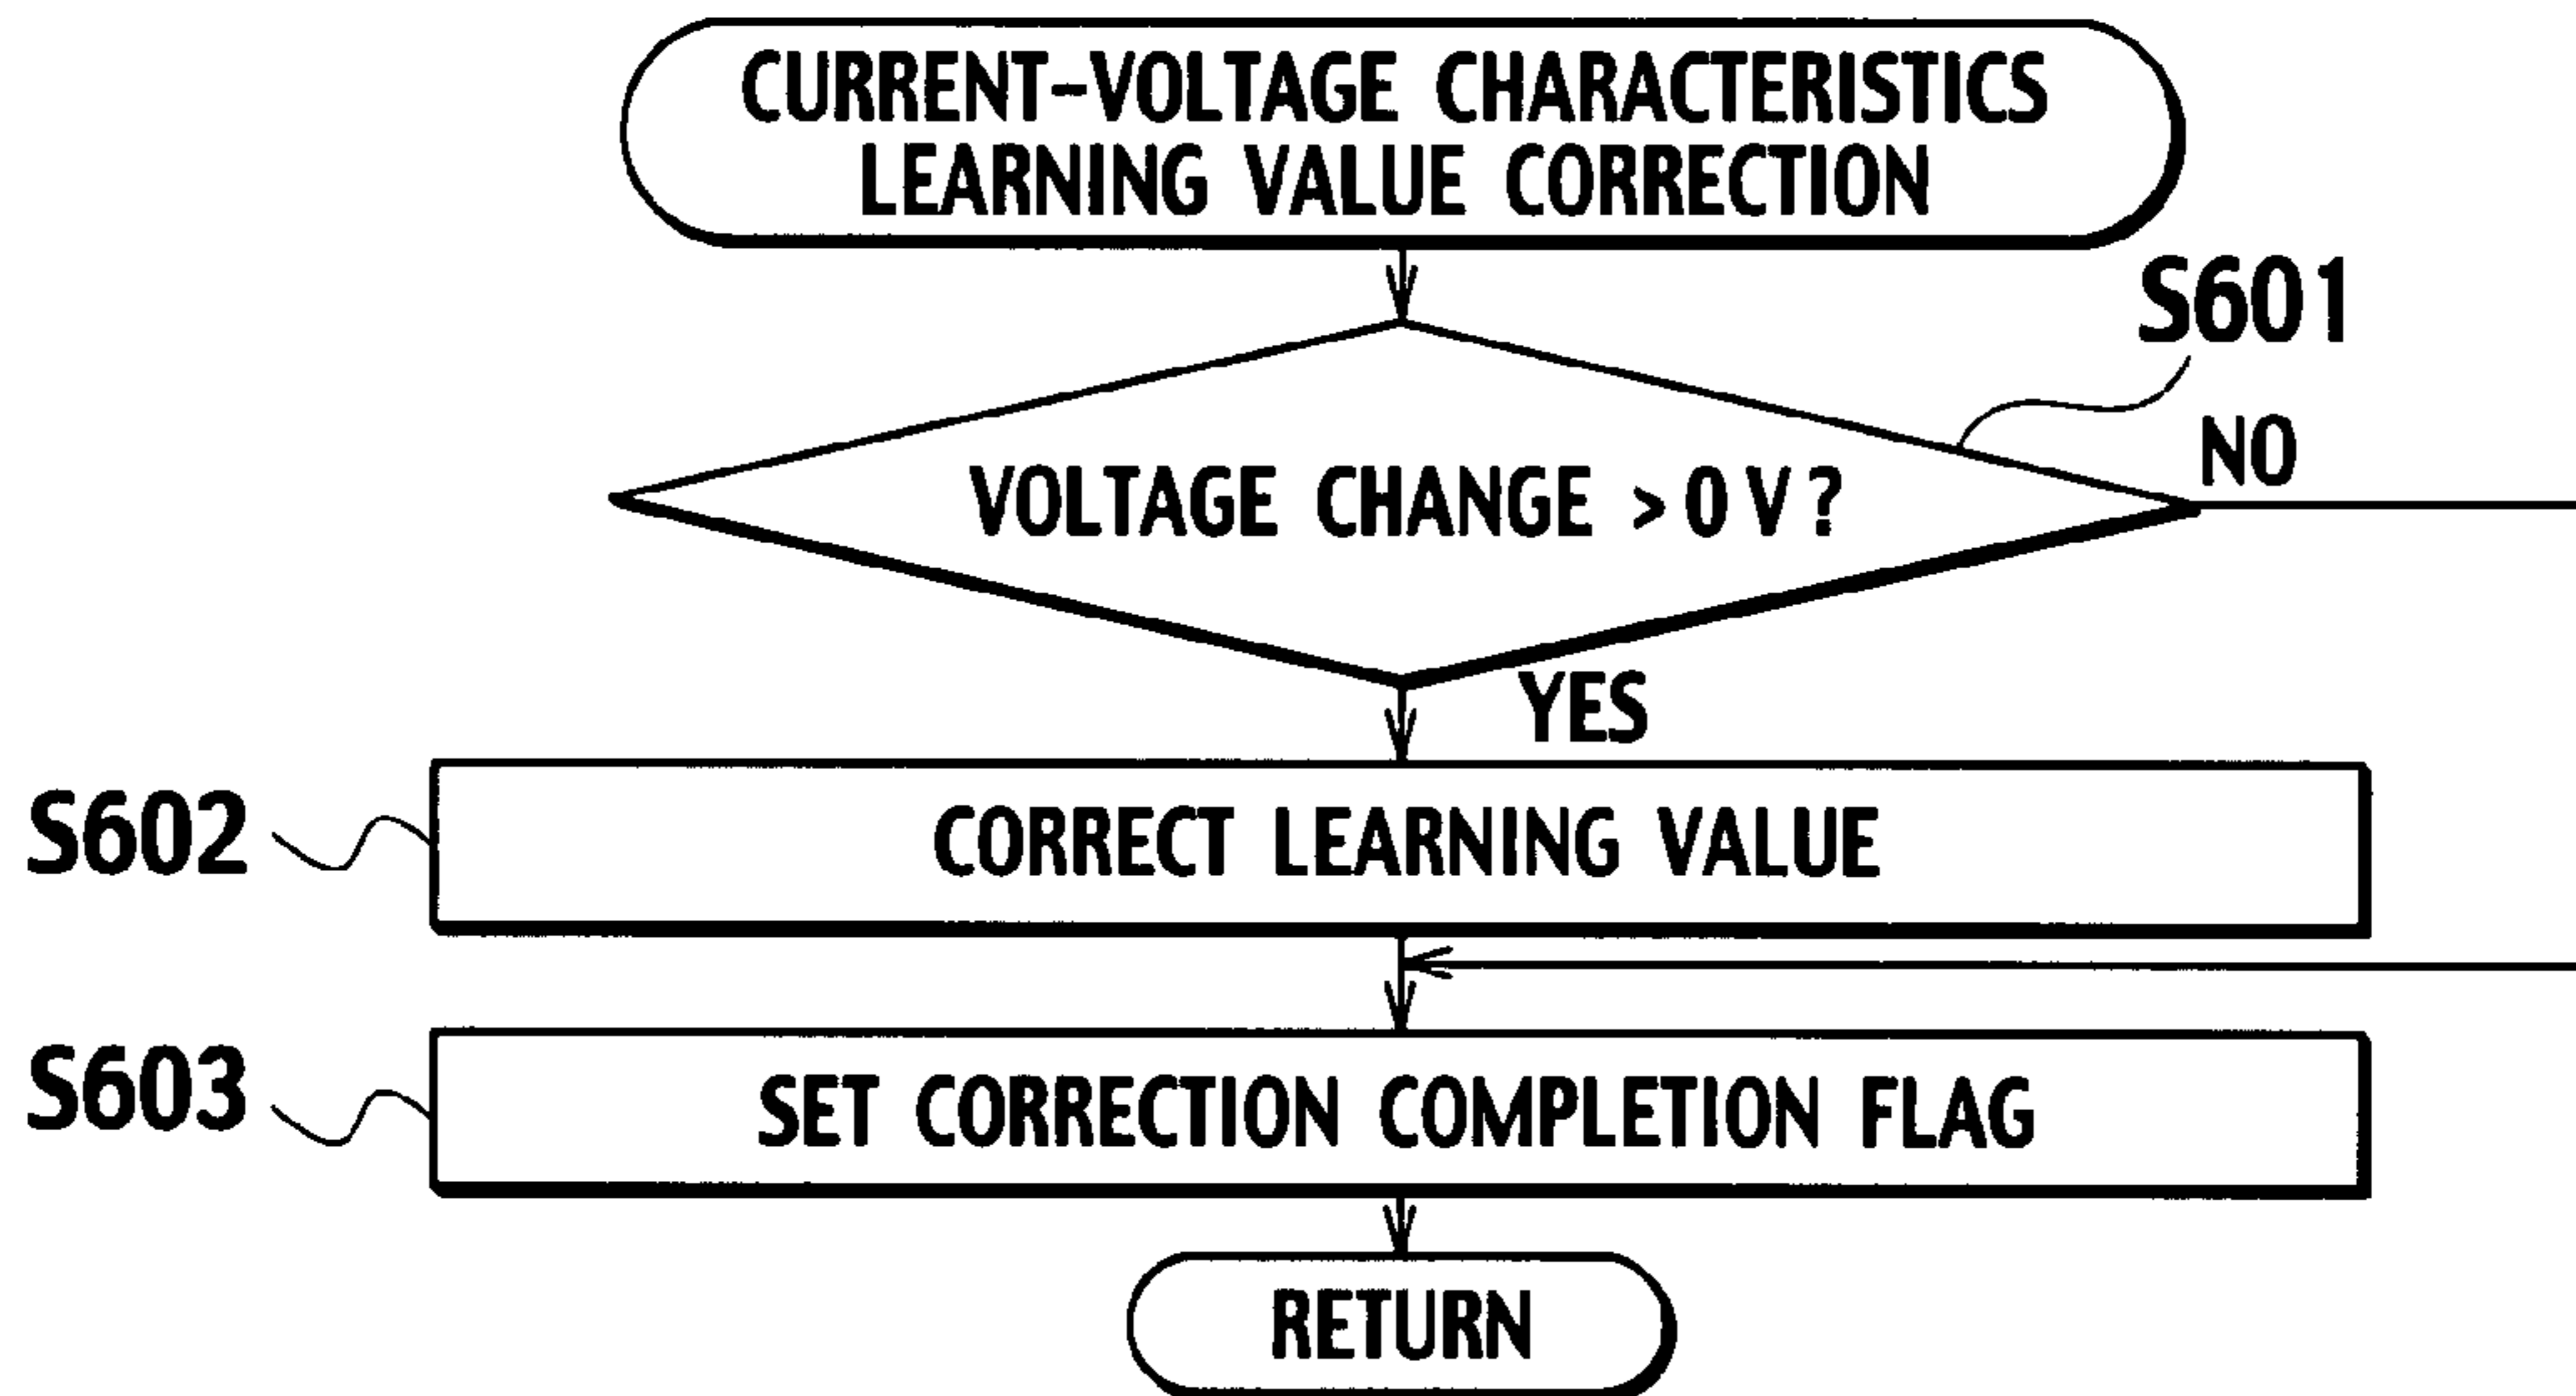 CURRENT-VOLTAGE CHARACTERISTICS
LEARNING VALUE CORRECTION
S601
NO
VOLTAGE CHANGE > 0 V ?
YES
S602
CORRECT LEARNING VALUE
S603
SET CORRECTION COMPLETION FLAG
RETURN